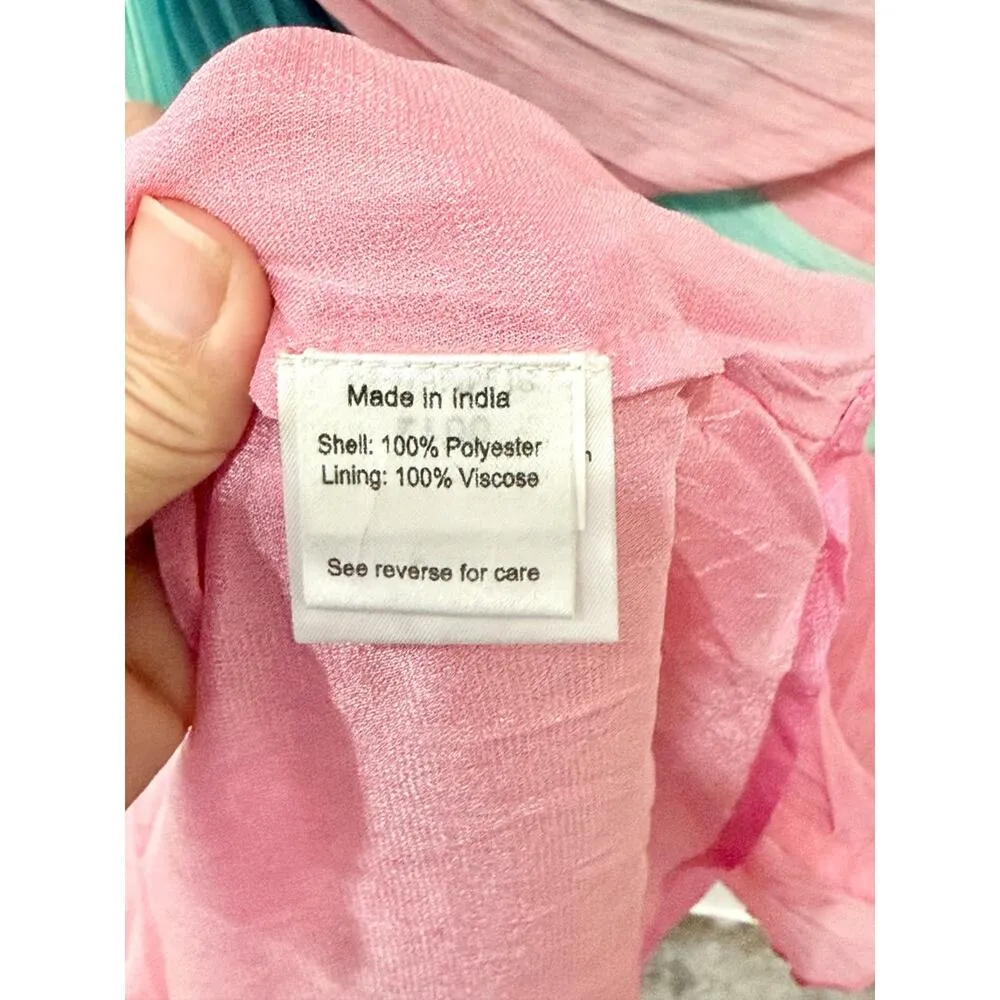 Made in India
Shell: 100% Polyester
Lining: 100% Viscose
See reverse for care